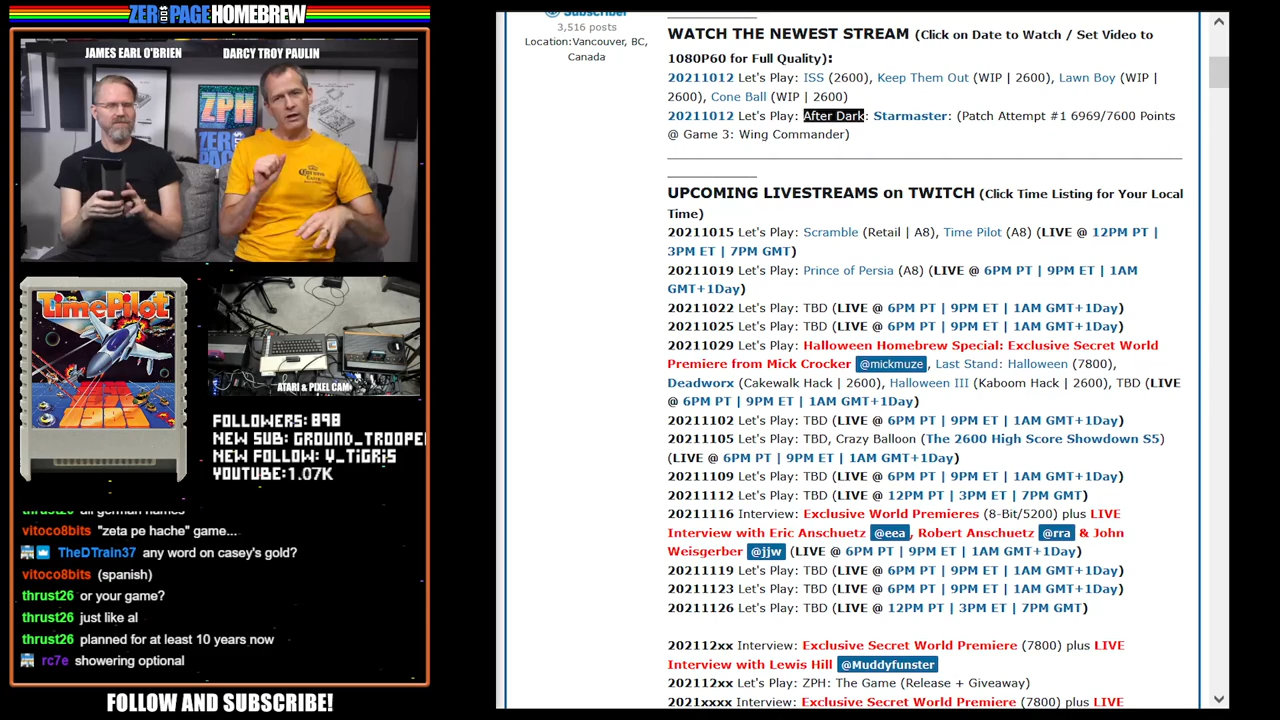 ZEROPAGE HOMEBREW
JAMES EARL O'BRIEN
DARCY TROY PAULIN
ZPH
TimePilot
1983
ATARI & PIXEL CAM
FOLLOWERS: 898
NEW SUB: GROUND_TROOPER
NEW FOLLOW: V_TiGRiS
YOUTUBE:1.07K
thrust26 all german names
vitoco8bits "zeta pe hache" game...
TheDTrain37 any word on casey's gold?
vitoco8bits (spanish)
thrust26 or your game?
thrust26 just like al
thrust26 planned for at least 10 years now
rc7e showering optional
FOLLOW AND SUBSCRIBE!
Subscriber
3,516 posts
Location:Vancouver, BC,
Canada
WATCH THE NEWEST STREAM (Click on Date to Watch / Set Video to
1080P60 for Full Quality):
20211012 Let's Play: ISS (2600), Keep Them Out (WIP | 2600), Lawn Boy (WIP |
2600), Cone Ball (WIP | 2600)
20211012 Let's Play: After Dark: Starmaster: (Patch Attempt #1 6969/7600 Points
@ Game 3: Wing Commander)
UPCOMING LIVESTREAMS on TWITCH (Click Time Listing for Your Local
Time)
20211015 Let's Play: Scramble (Retail | A8), Time Pilot (A8) (LIVE @ 12PM PT |
3PM ET | 7PM GMT)
20211019 Let's Play: Prince of Persia (A8) (LIVE @ 6PM PT | 9PM ET | 1AM
GMT+1Day)
20211022 Let's Play: TBD (LIVE @ 6PM PT | 9PM ET | 1AM GMT+1Day)
20211025 Let's Play: TBD (LIVE @ 6PM PT | 9PM ET | 1AM GMT+1Day)
20211029 Let's Play: Halloween Homebrew Special: Exclusive Secret World
Premiere from Mick Crocker @mickmuze, Last Stand: Halloween (7800),
Deadworx (Cakewalk Hack | 2600), Halloween III (Kaboom Hack | 2600), TBD (LIVE
@ 6PM PT | 9PM ET | 1AM GMT+1Day)
20211102 Let's Play: TBD (LIVE @ 6PM PT | 9PM ET | 1AM GMT+1Day)
20211105 Let's Play: TBD, Crazy Balloon (The 2600 High Score Showdown S5)
(LIVE @ 6PM PT | 9PM ET | 1AM GMT+1Day)
20211109 Let's Play: TBD (LIVE @ 6PM PT | 9PM ET | 1AM GMT+1Day)
20211112 Let's Play: TBD (LIVE @ 12PM PT | 3PM ET | 7PM GMT)
20211116 Interview: Exclusive World Premieres (8-Bit/5200) plus LIVE
Interview with Eric Anschuetz @eea, Robert Anschuetz @rra & John
Weisgerber @jjw (LIVE @ 6PM PT | 9PM ET | 1AM GMT+1Day)
20211119 Let's Play: TBD (LIVE @ 6PM PT | 9PM ET | 1AM GMT+1Day)
20211123 Let's Play: TBD (LIVE @ 6PM PT | 9PM ET | 1AM GMT+1Day)
20211126 Let's Play: TBD (LIVE @ 12PM PT | 3PM ET | 7PM GMT)
202112xx Interview: Exclusive Secret World Premiere (7800) plus LIVE
Interview with Lewis Hill @Muddyfunster
202112xx Let's Play: ZPH: The Game (Release + Giveaway)
2021xxxx Interview: Exclusive Secret World Premiere (7800) plus LIVE